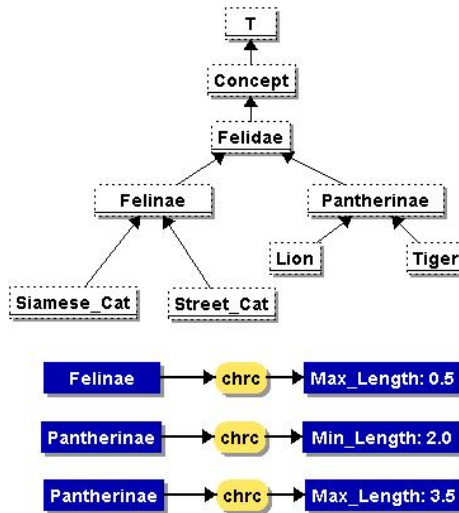 T
Concept
Felidae
Felinae Pantherinae
Lion Tiger
Siamese_Cat Street_Cat
Felinae chrc Max_Length: 0.5
Pantherinae chrc Min_Length: 2.0
Pantherinae chrc Max_Length: 3.5